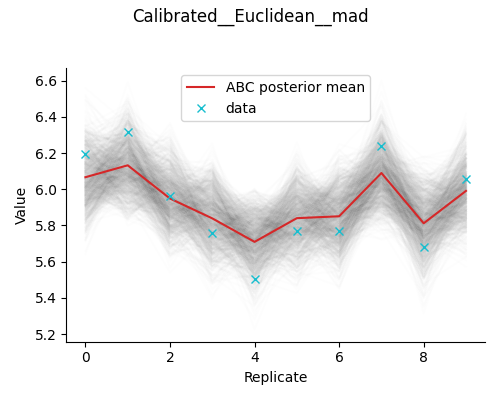 Calibrated__Euclidean__mad
ABC posterior mean
data
Value
6.6
6.4
6.2
6.0
5.8
5.6
5.4
5.2
0 2 4 6 8
Replicate